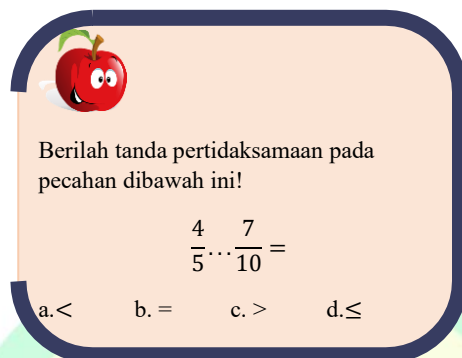 Berilah tanda pertidaksamaan pada
pecahan dibawah ini!
4/5 ... 7/10 =
a.< b. = c. > d.≤